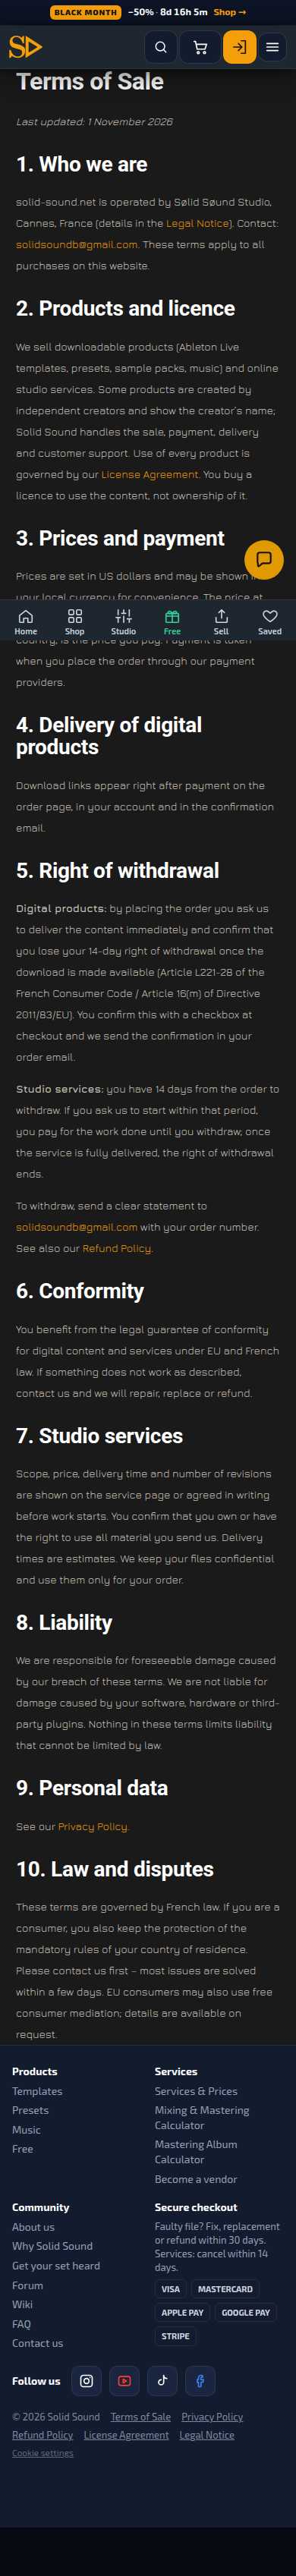 BLACK MONTH −50% · 8d 16h 5m Shop →
SD
Terms of Sale
Last updated: 1 November 2026
1. Who we are
solid-sound.net is operated by Sølid Søund Studio,
Cannes, France (details in the Legal Notice). Contact:
solidsoundb@gmail.com. These terms apply to all
purchases on this website.
2. Products and licence
We sell downloadable products (Ableton Live
templates, presets, sample packs, music) and online
studio services. Some products are created by
independent creators and show the creator's name;
Solid Sound handles the sale, payment, delivery
and customer support. Use of every product is
governed by our License Agreement. You buy a
licence to use the content, not ownership of it.
3. Prices and payment
Prices are set in US dollars and may be shown in
your local currency for convenience. The price at
Home Shop Studio Free Sell Saved
country, is the price you pay. Payment is taken
when you place the order through our payment
providers.
4. Delivery of digital
products
Download links appear right after payment on the
order page, in your account and in the confirmation
email.
5. Right of withdrawal
Digital products: by placing the order you ask us
to deliver the content immediately and confirm that
you lose your 14-day right of withdrawal once the
download is made available (Article L221-28 of the
French Consumer Code / Article 16(m) of Directive
2011/83/EU). You confirm this with a checkbox at
checkout and we send the confirmation in your
order email.
Studio services: you have 14 days from the order to
withdraw. If you ask us to start within that period,
you pay for the work done until you withdraw; once
the service is fully delivered, the right of withdrawal
ends.
To withdraw, send a clear statement to
solidsoundb@gmail.com with your order number.
See also our Refund Policy.
6. Conformity
You benefit from the legal guarantee of conformity
for digital content and services under EU and French
law. If something does not work as described,
contact us and we will repair, replace or refund.
7. Studio services
Scope, price, delivery time and number of revisions
are shown on the service page or agreed in writing
before work starts. You confirm that you own or have
the right to use all material you send us. Delivery
times are estimates. We keep your files confidential
and use them only for your order.
8. Liability
We are responsible for foreseeable damage caused
by our breach of these terms. We are not liable for
damage caused by your software, hardware or third-
party plugins. Nothing in these terms limits liability
that cannot be limited by law.
9. Personal data
See our Privacy Policy.
10. Law and disputes
These terms are governed by French law. If you are a
consumer, you also keep the protection of the
mandatory rules of your country of residence.
Please contact us first – most issues are solved
within a few days. EU consumers may also use free
consumer mediation; details are available on
request.
Products
Templates
Presets
Music
Free
Services
Services & Prices
Mixing & Mastering
Calculator
Mastering Album
Calculator
Become a vendor
Community
About us
Why Solid Sound
Get your set heard
Forum
Wiki
FAQ
Contact us
Secure checkout
Faulty file? Fix, replacement
or refund within 30 days.
Services: cancel within 14
days.
VISA MASTERCARD
APPLE PAY GOOGLE PAY
STRIPE
Follow us
© 2026 Solid Sound Terms of Sale Privacy Policy
Refund Policy License Agreement Legal Notice
Cookie settings